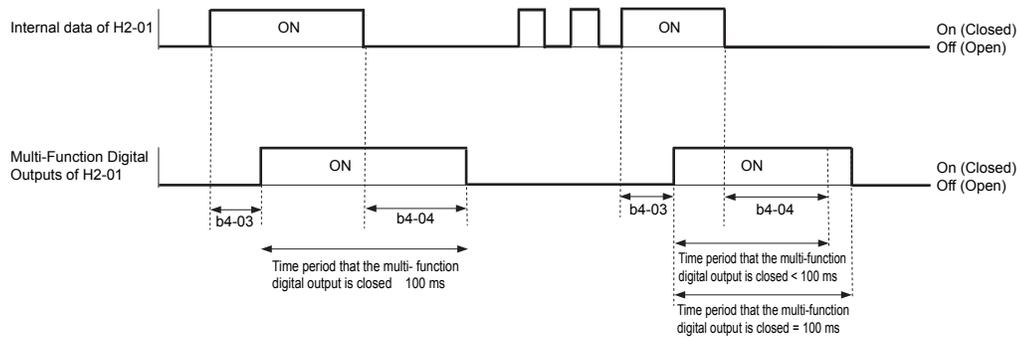 Internal data of H2-01
ON
ON
On (Closed)
Off (Open)
Multi-Function Digital
Outputs of H2-01
ON
ON
On (Closed)
Off (Open)
b4-03
b4-04
b4-03
b4-04
Time period that the multi- function
digital output is closed 100 ms
Time period that the multi-function
digital output is closed < 100 ms
Time period that the multi-function
digital output is closed = 100 ms